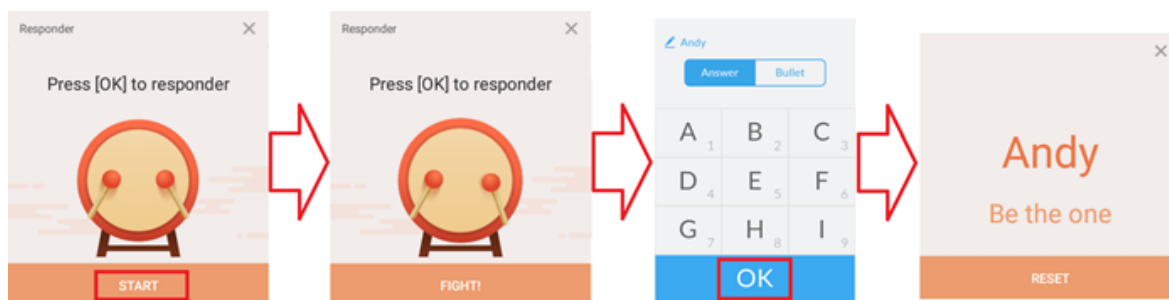 Responder
Press [OK] to responder
START
Responder
Press [OK] to responder
FIGHT!
Andy
Answer Bullet
A 1 B 2 C 3
D 4 E 5 F 6
G 7 H 8 I 9
OK
Andy
Be the one
RESET